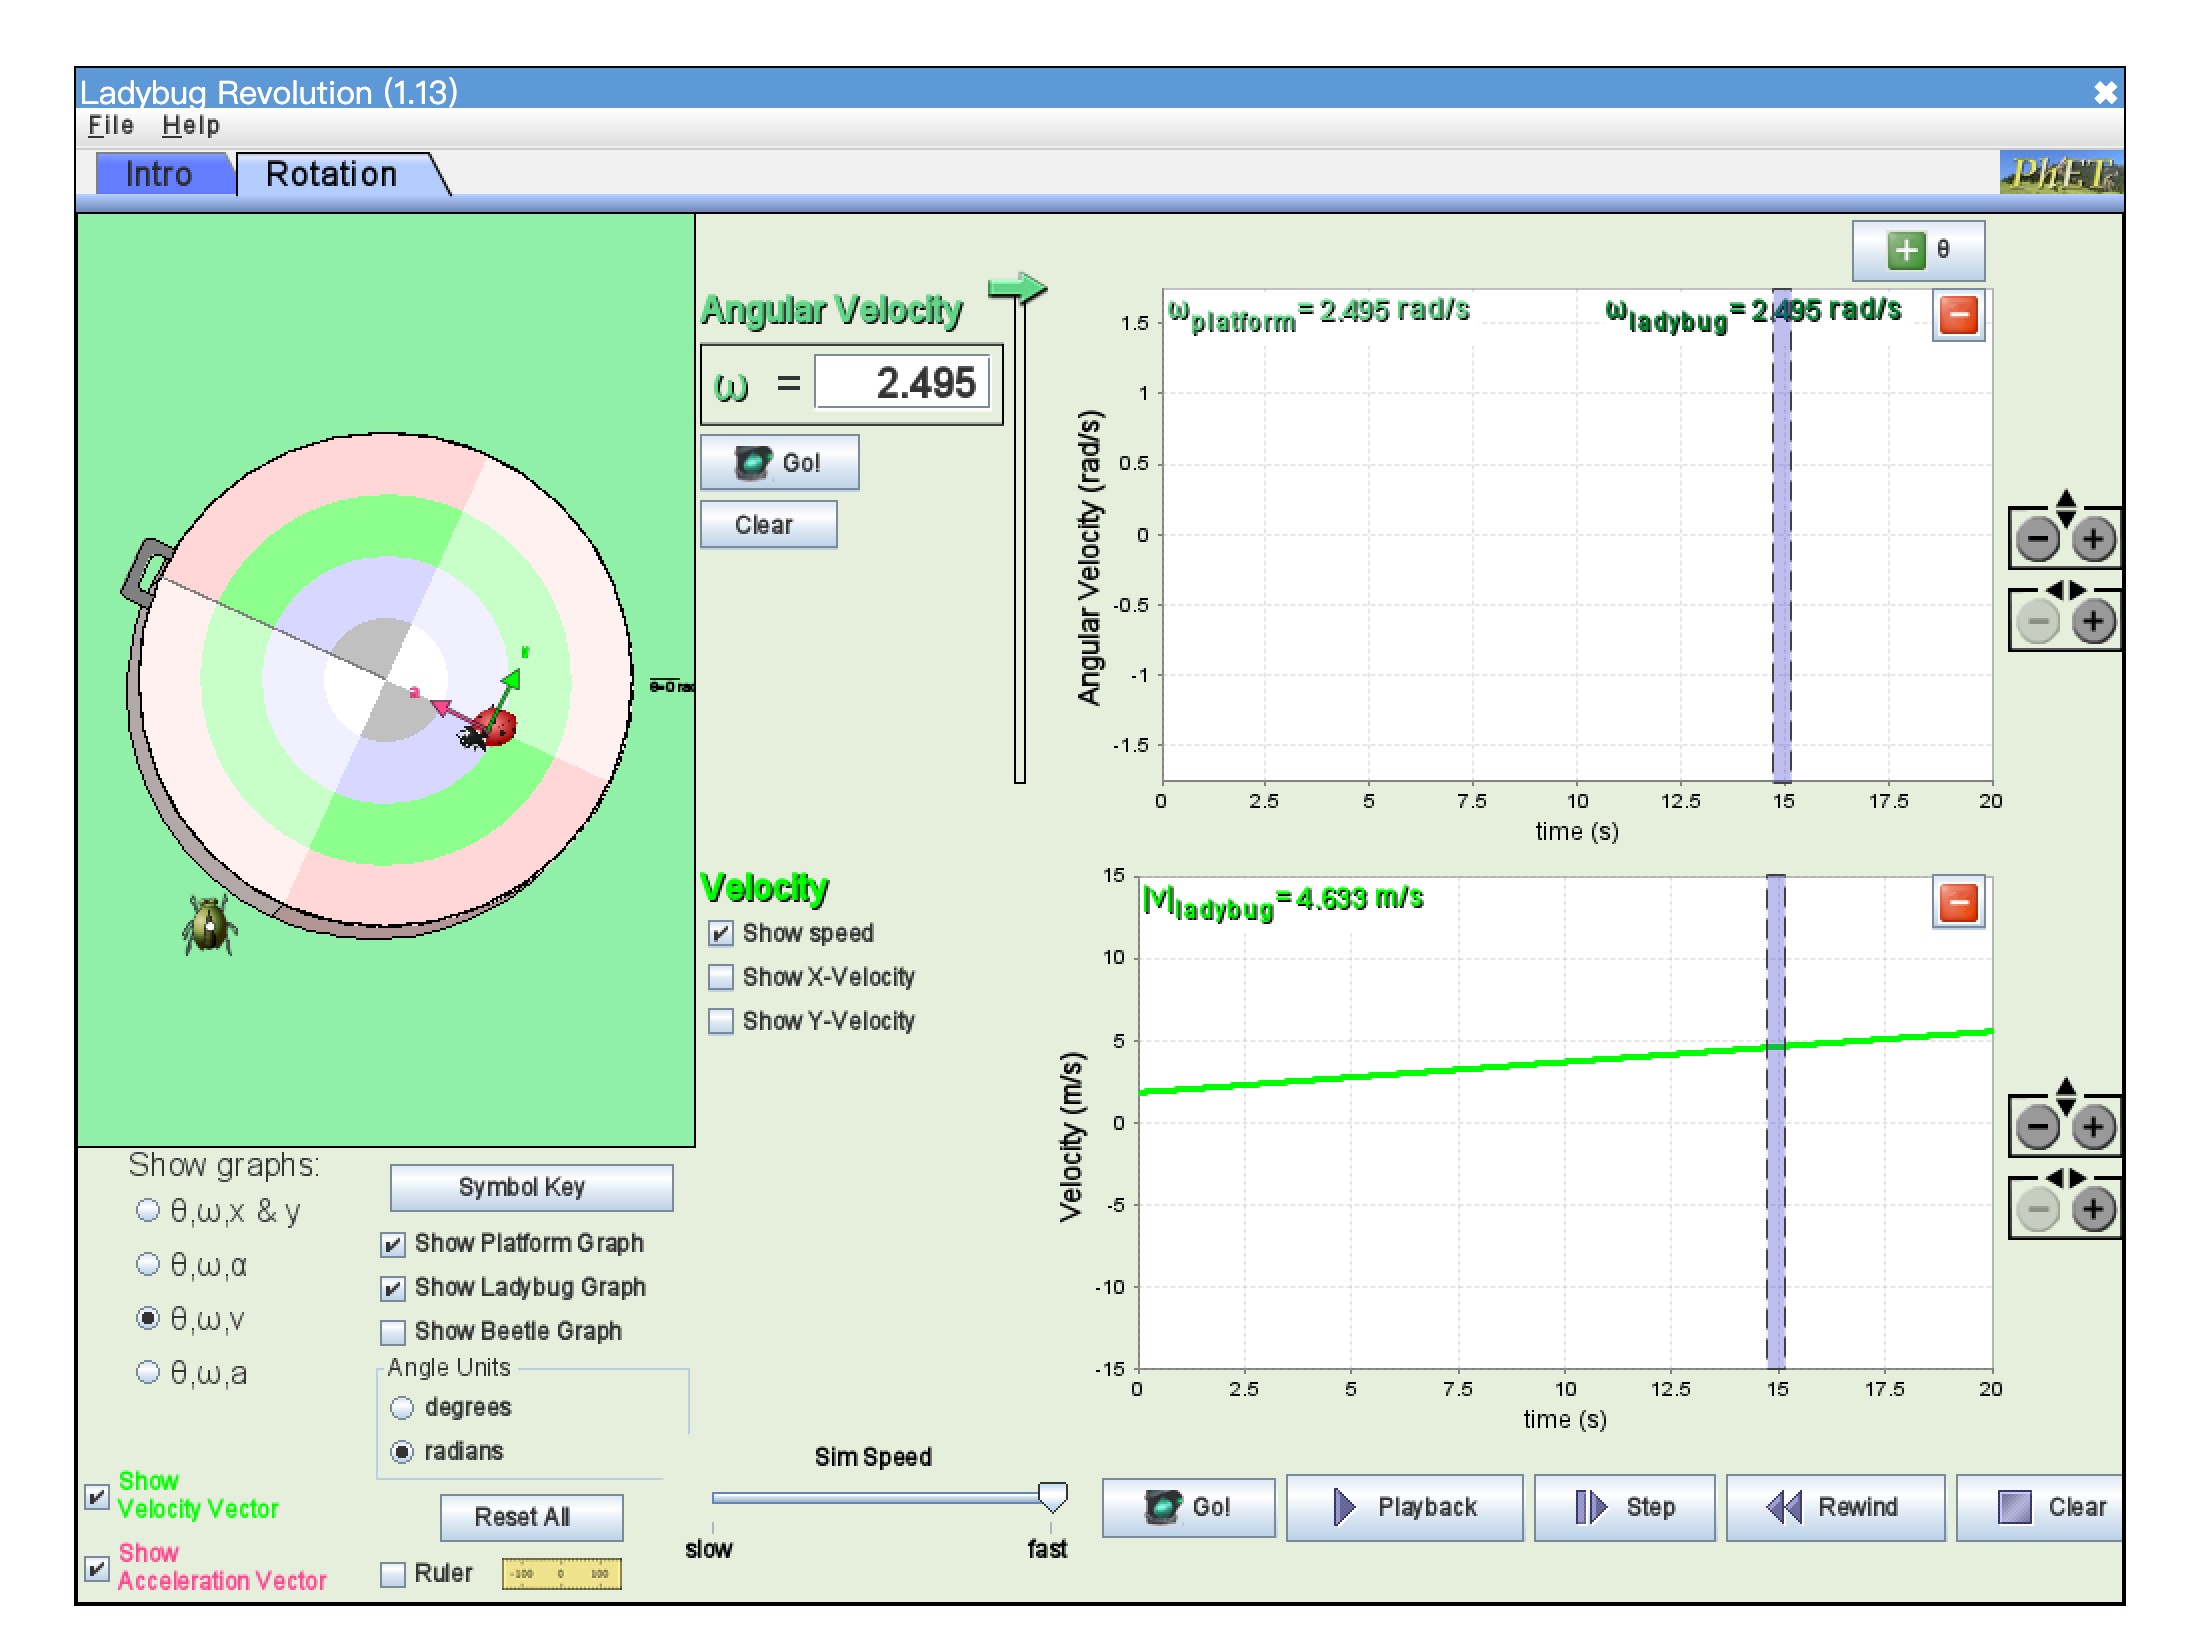 Ladybug Revolution (1.13)
File Help
Intro Rotation
PhET
θ
Angular Velocity
ω = 2.495
Go!
Clear
ω platform = 2.495 rad/s
ω ladybug = 2.495 rad/s
1.5
1
0.5
0
-0.5
-1
-1.5
Angular Velocity (rad/s)
0 2.5 5 7.5 10 12.5 15 17.5 20
time (s)
r
a
θ=0 rad
Velocity
Show speed
Show X-Velocity
Show Y-Velocity
|v| ladybug = 4.633 m/s
15
10
5
0
-5
-10
-15
Velocity (m/s)
0 2.5 5 7.5 10 12.5 15 17.5 20
time (s)
Show graphs:
θ,ω,x & y
θ,ω,α
θ,ω,v
θ,ω,a
Symbol Key
Show Platform Graph
Show Ladybug Graph
Show Beetle Graph
Angle Units
degrees
radians
Show
Velocity Vector
Show
Acceleration Vector
Reset All
Ruler
-100 0 100
Sim Speed
slow fast
Go! Playback Step Rewind Clear